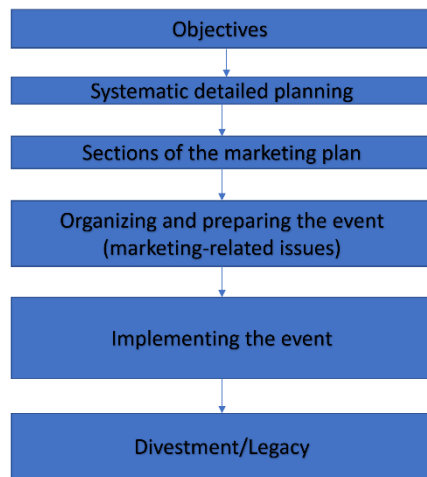 Objectives
Systematic detailed planning
Sections of the marketing plan
Organizing and preparing the event
(marketing-related issues)
Implementing the event
Divestment/Legacy